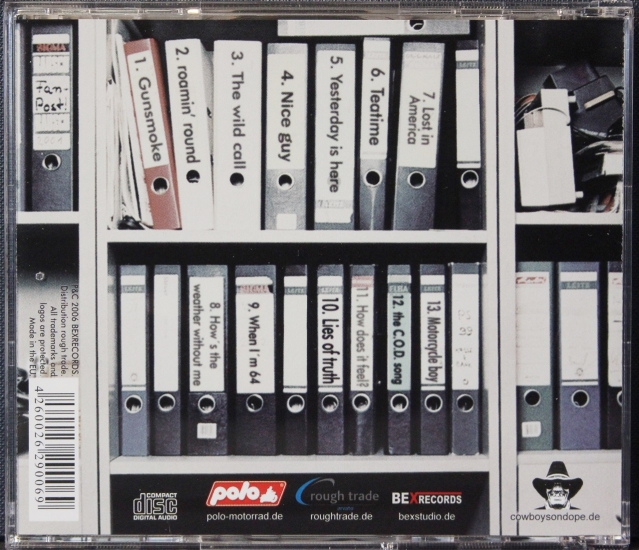 SIGMA
Fan-
Post
1. Gunsmoke
2. roamin' round
3. The wild call
4. Nice guy
5. Yesterday is here
6. Teatime
7. Lost in
America
LEITZ
8. How's the
weather without me
9. When I'm 64
10. Lies of truth
11. How does it feel?
12. the C.O.D. song
13. Motorcycle boy
LEITZ
P&C 2006 BEXRECORDS.
Distribution rough trade.
All trademarks and
logos are protected.
Made in the EU.
4 260026 290069
COMPACT
disc
DIGITAL AUDIO
polo
polo-motorrad.de
rough trade
roughtrade.de
BEXRECORDS
bexstudio.de
cowboysondope.de